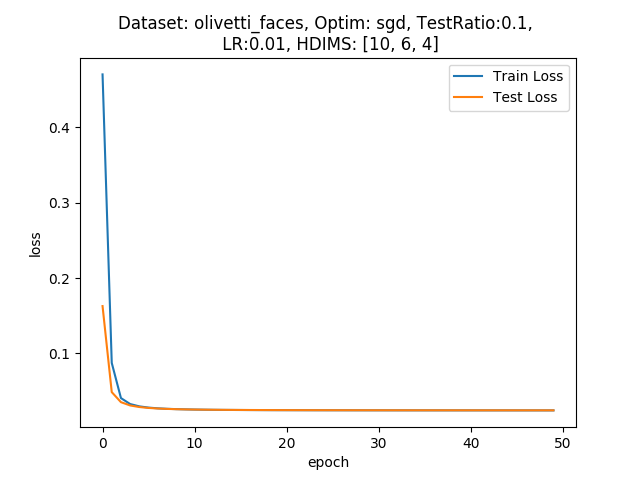 Dataset: olivetti_faces, Optim: sgd, TestRatio:0.1,
LR:0.01, HDIMS: [10, 6, 4]
Train Loss
Test Loss
loss
0.4
0.3
0.2
0.1
0 10 20 30 40 50
epoch